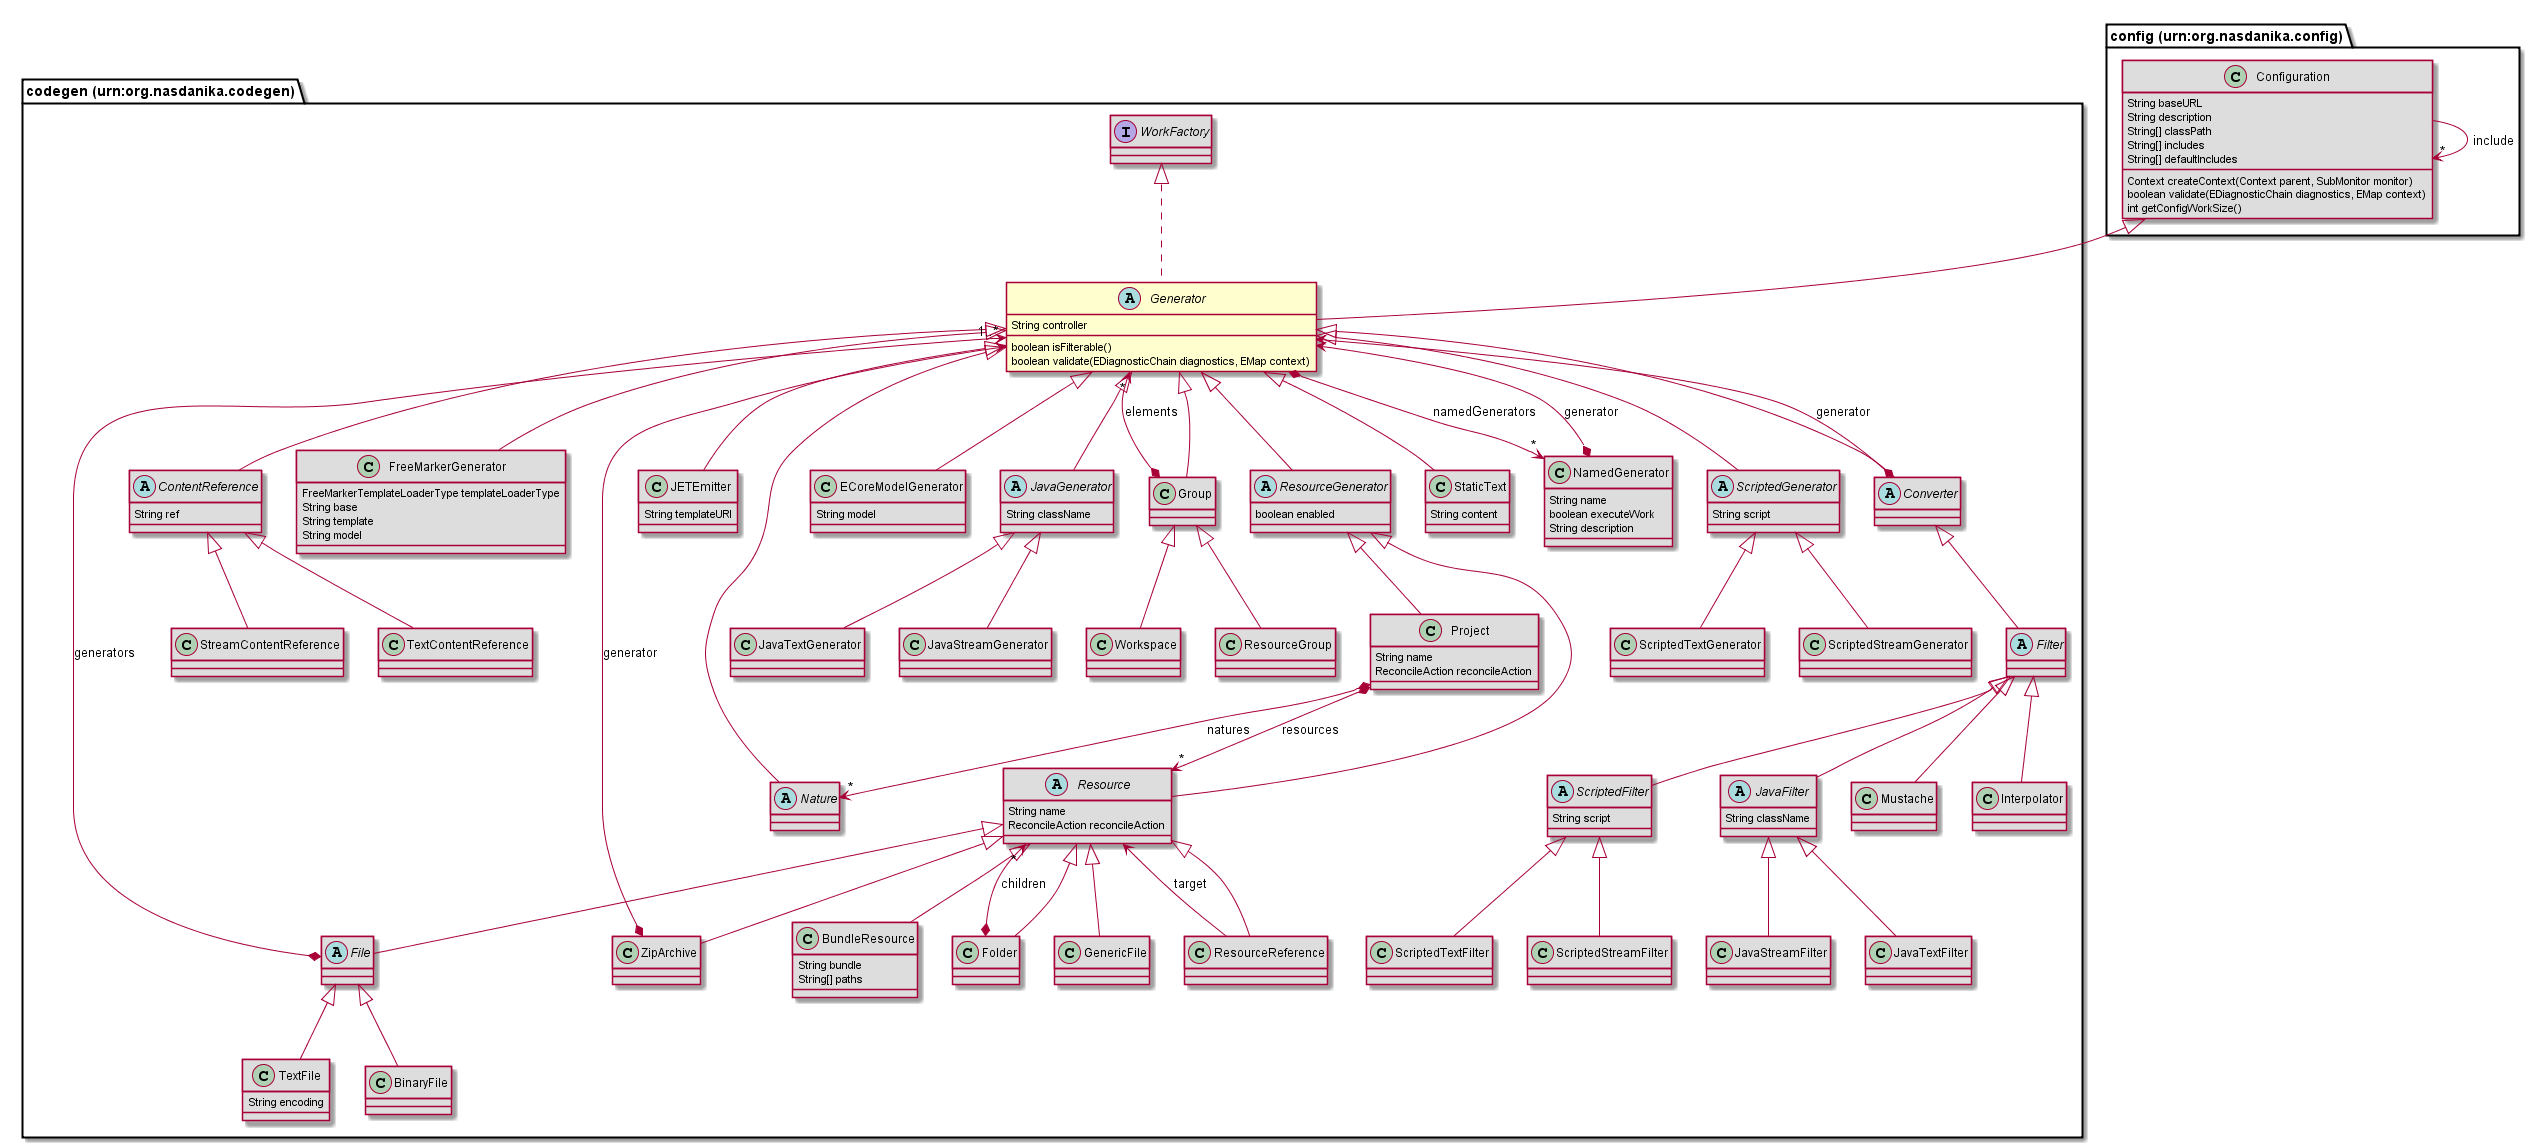 config (urn:org.nasdanika.config)
C Configuration
String baseURL
String description
String[] classPath
String[] includes
String[] defaultIncludes
Context createContext(Context parent, SubMonitor monitor)
boolean validate(EDiagnosticChain diagnostics, EMap context)
int getConfigWorkSize()
* include
codegen (urn:org.nasdanika.codegen)
I WorkFactory
A Generator
String controller
boolean isFilterable()
boolean validate(EDiagnosticChain diagnostics, EMap context)
1 *
*
elements
namedGenerators
*
generator
generator
A ContentReference
String ref
C FreeMarkerGenerator
FreeMarkerTemplateLoaderType templateLoaderType
String base
String template
String model
C JETEmitter
String templateURI
C ECoreModelGenerator
String model
A JavaGenerator
String className
C Group
A ResourceGenerator
boolean enabled
C StaticText
String content
C NamedGenerator
String name
boolean executeWork
String description
A ScriptedGenerator
String script
A Converter
generators
C StreamContentReference
C TextContentReference
generator
C JavaTextGenerator
C JavaStreamGenerator
C Workspace
C ResourceGroup
C Project
String name
ReconcileAction reconcileAction
C ScriptedTextGenerator
C ScriptedStreamGenerator
A Filter
natures
*
resources
*
A Nature
A Resource
String name
ReconcileAction reconcileAction
A ScriptedFilter
String script
A JavaFilter
String className
C Mustache
C Interpolator
*
children
target
A File
C ZipArchive
C BundleResource
String bundle
String[] paths
C Folder
C GenericFile
C ResourceReference
C ScriptedTextFilter
C ScriptedStreamFilter
C JavaStreamFilter
C JavaTextFilter
C TextFile
String encoding
C BinaryFile